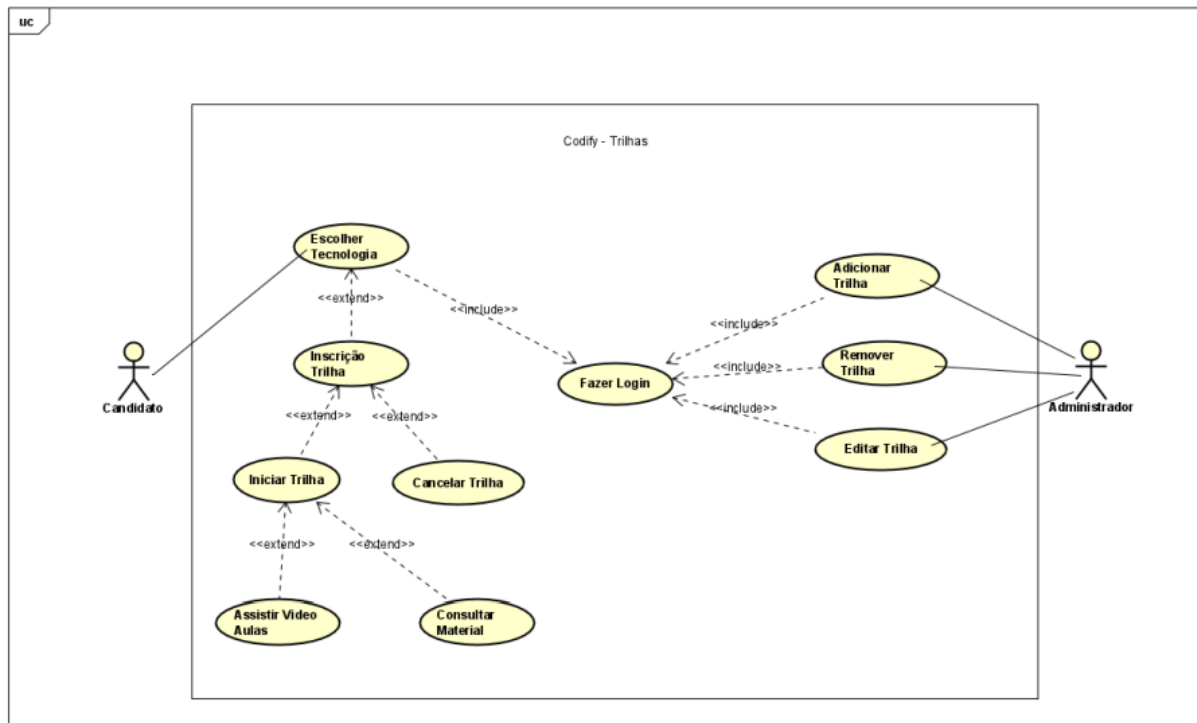 uc
Codify - Trilhas
Escolher
Tecnologia
Adicionar
Trilha
<<extend>>
<<include>>
<<include>>
Inscrição
Trilha
Remover
Trilha
<<include>>
Fazer Login
Candidato
Administrador
<<extend>>
<<extend>>
<<include>>
Editar Trilha
Iniciar Trilha
Cancelar Trilha
<<extend>>
<<extend>>
Assistir Video
Aulas
Consultar
Material